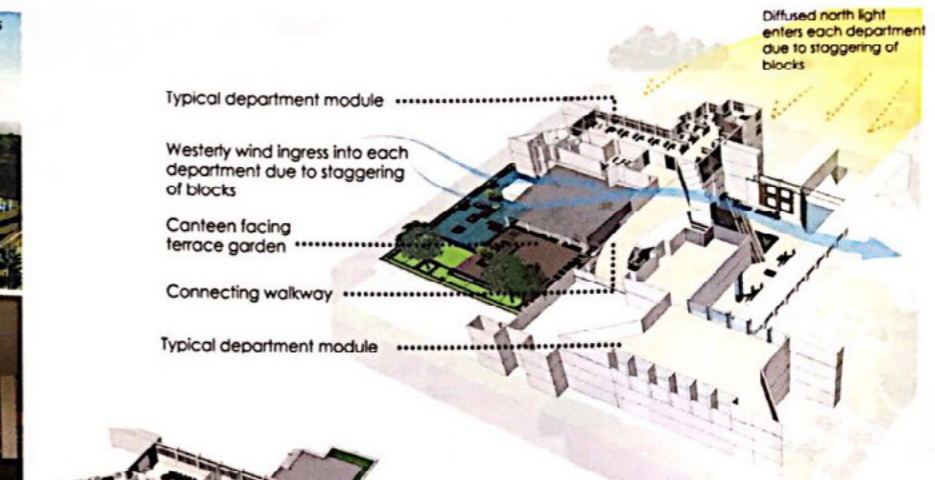 Diffused north light
enters each department
due to staggering of
blocks
Typical department module
Westerly wind ingress into each
department due to staggering
of blocks
Canteen facing
terrace garden
Connecting walkway
Typical department module